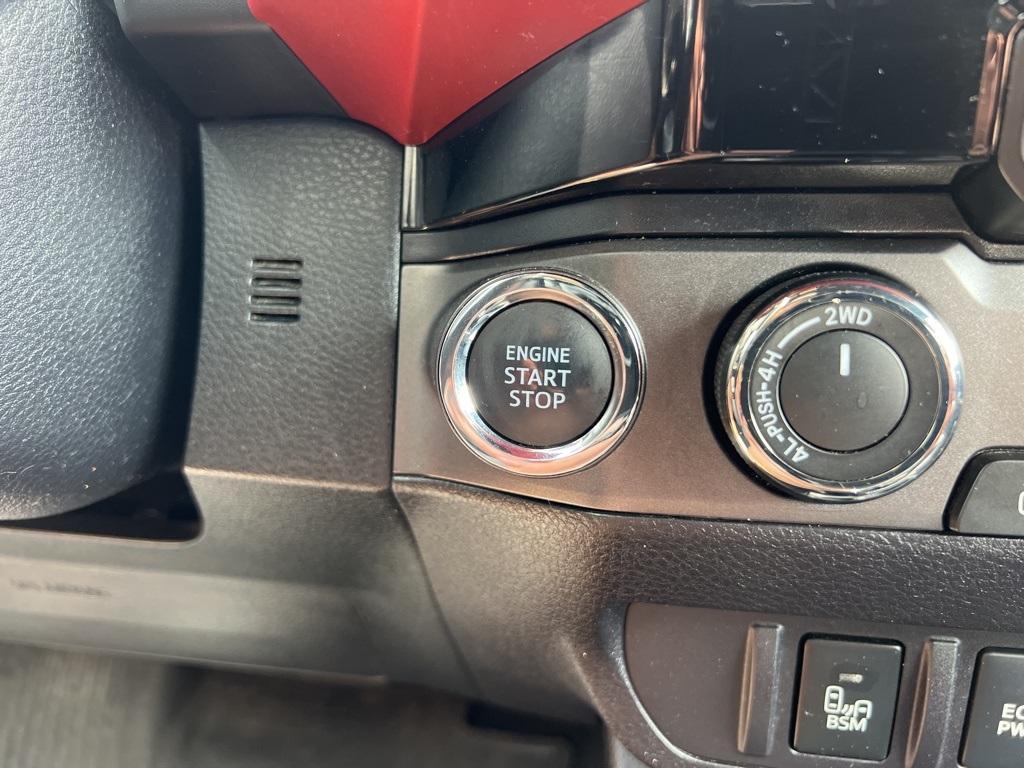 ENGINE
START
STOP
2WD
4L-PUSH-4H
BSM